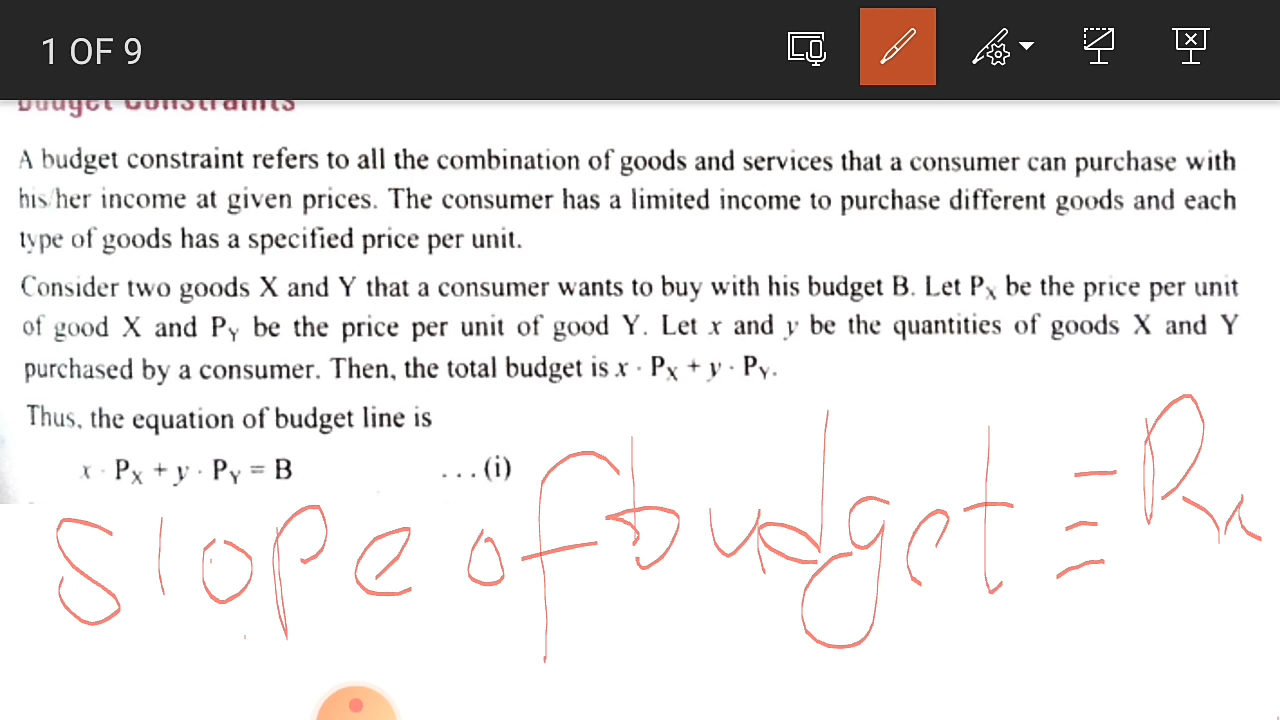 1 OF 9
Budget Constraints
A budget constraint refers to all the combination of goods and services that a consumer can purchase with
his/her income at given prices. The consumer has a limited income to purchase different goods and each
type of goods has a specified price per unit.
Consider two goods X and Y that a consumer wants to buy with his budget B. Let Pₓ be the price per unit
of good X and Pᵧ be the price per unit of good Y. Let x and y be the quantities of goods X and Y
purchased by a consumer. Then, the total budget is x · Pₓ + y · Pᵧ.
Thus, the equation of budget line is
x · Pₓ + y · Pᵧ = B ...(i)
slope of budget = Px